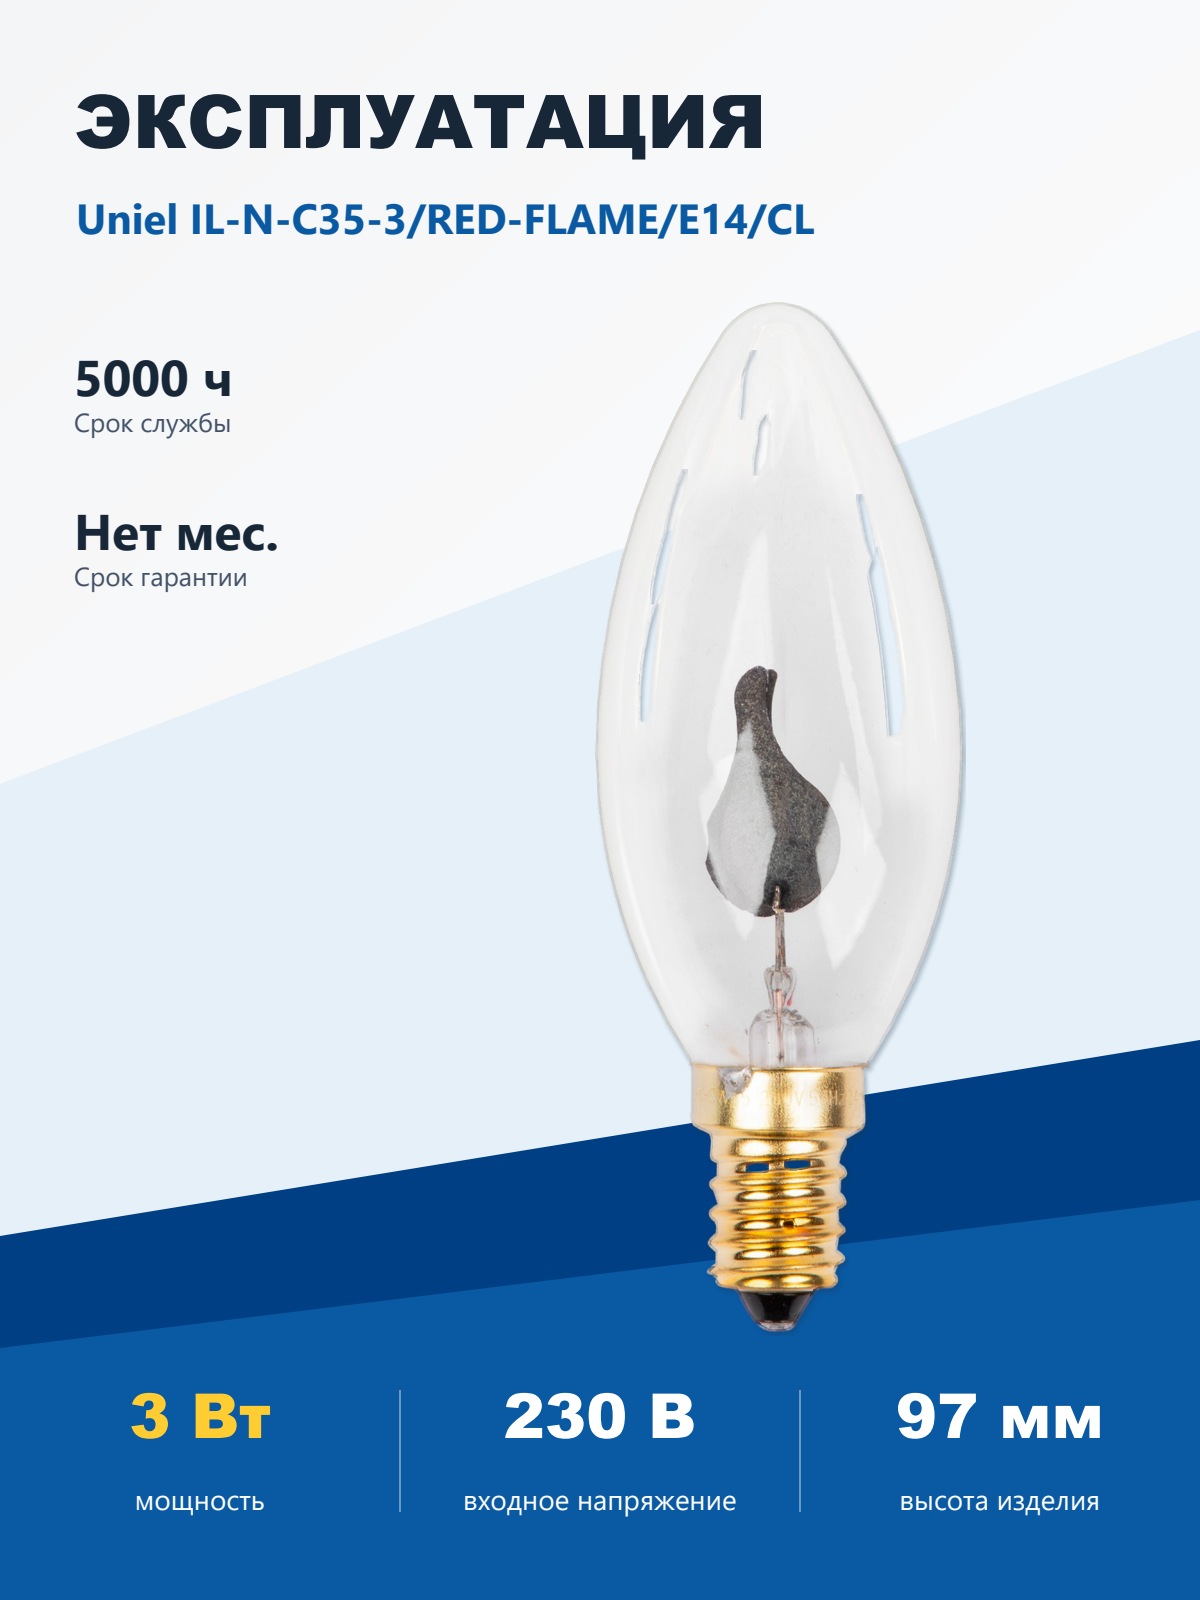 ЭКСПЛУАТАЦИЯ
Uniel IL-N-C35-3/RED-FLAME/E14/CL
5000 ч
Срок службы
Нет мес.
Срок гарантии
3 Вт
мощность
230 В
входное напряжение
97 мм
высота изделия